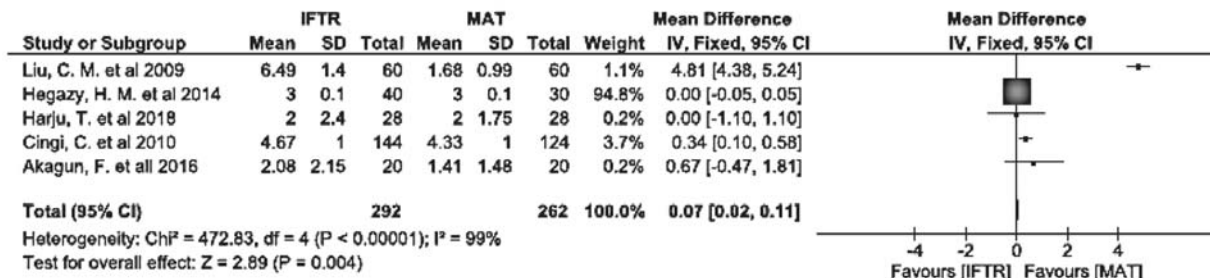 IFTR MAT Mean Difference Mean Difference
Study or Subgroup Mean SD Total Mean SD Total Weight IV, Fixed, 95% CI IV, Fixed, 95% CI
Liu, C. M. et al 2009 6.49 1.4 60 1.68 0.99 60 1.1% 4.81 [4.38, 5.24]
Hegazy, H. M. et al 2014 3 0.1 40 3 0.1 30 94.8% 0.00 [-0.05, 0.05]
Harju, T. et al 2018 2 2.4 28 2 1.75 28 0.2% 0.00 [-1.10, 1.10]
Cingi, C. et al 2010 4.67 1 144 4.33 1 124 3.7% 0.34 [0.10, 0.58]
Akagun, F. et all 2016 2.08 2.15 20 1.41 1.48 20 0.2% 0.67 [-0.47, 1.81]
Total (95% CI) 292 262 100.0% 0.07 [0.02, 0.11]
Heterogeneity: Chi² = 472.83, df = 4 (P < 0.00001); I² = 99%
Test for overall effect: Z = 2.89 (P = 0.004)
-4 -2 0 2 4
Favours [IFTR] Favours [MAT]